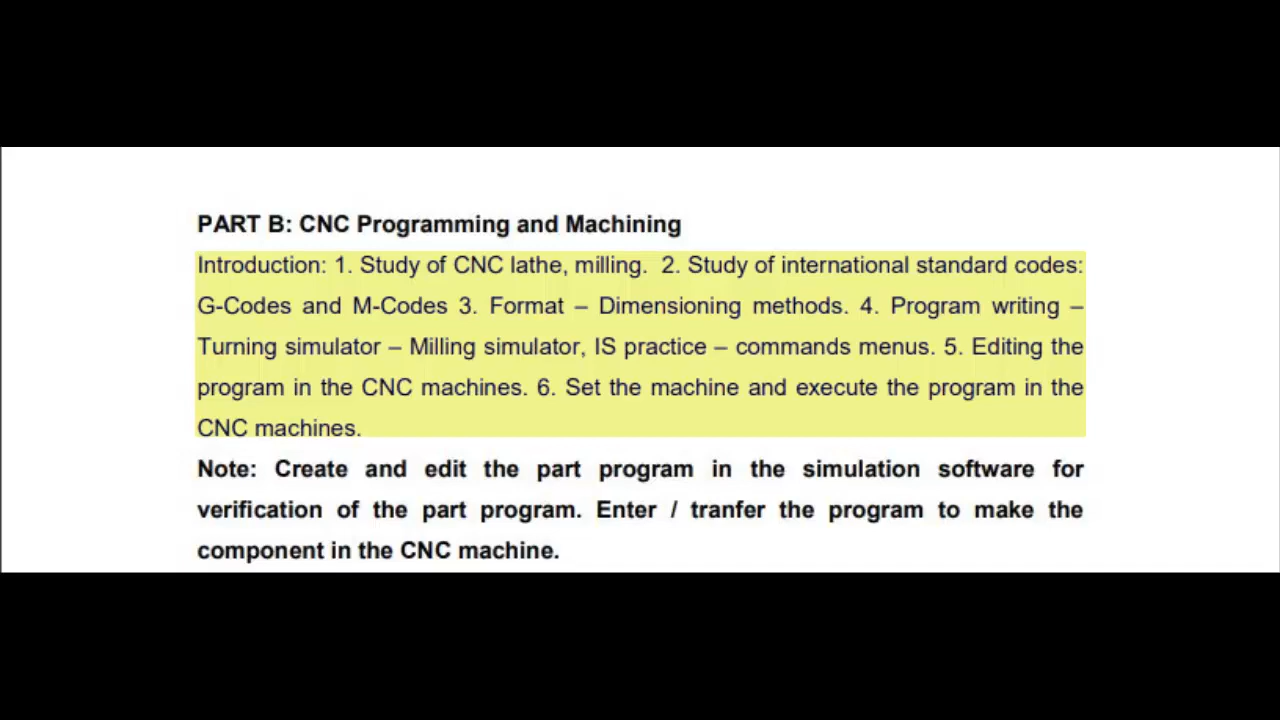 PART B: CNC Programming and Machining
Introduction: 1. Study of CNC lathe, milling.  2. Study of international standard codes:
G-Codes and M-Codes 3. Format – Dimensioning methods. 4. Program writing –
Turning simulator – Milling simulator, IS practice – commands menus. 5. Editing the
program in the CNC machines. 6. Set the machine and execute the program in the
CNC machines.
Note: Create and edit the part program in the simulation software for
verification of the part program. Enter / tranfer the program to make the
component in the CNC machine.